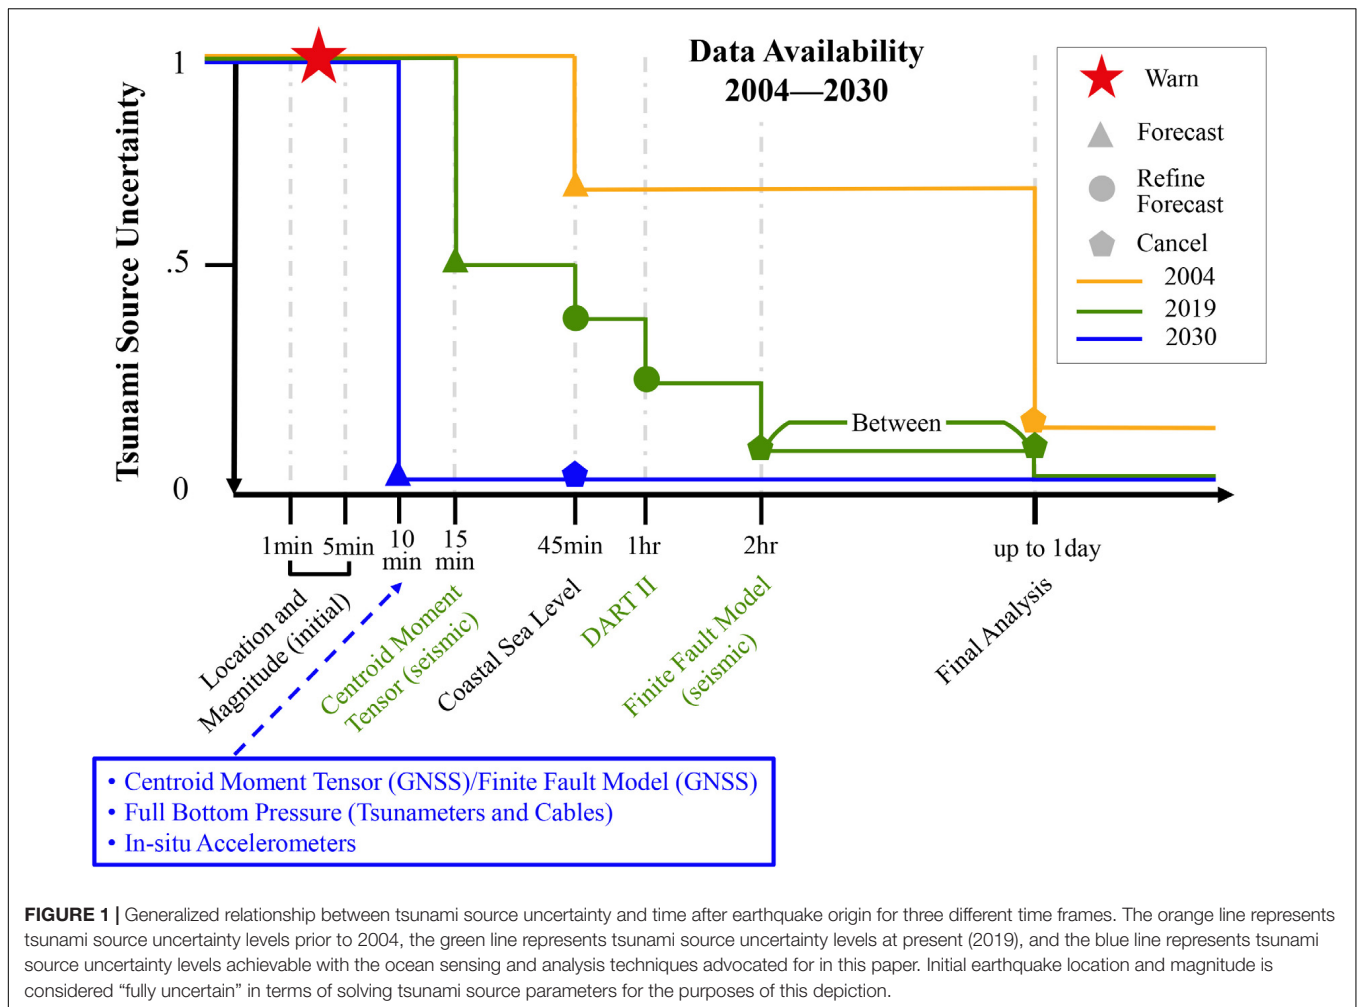 Data Availability
2004—2030
Tsunami Source Uncertainty
1
.5
0
Warn
Forecast
Refine
Forecast
Cancel
2004
2019
2030
Between
1min
5min
10
min
15
min
45min
1hr
2hr
up to 1day
Location and
Magnitude (initial)
Centroid Moment
Tensor (seismic)
Coastal Sea Level
DART II
Finite Fault Model
(seismic)
Final Analysis
• Centroid Moment Tensor (GNSS)/Finite Fault Model (GNSS)
• Full Bottom Pressure (Tsunameters and Cables)
• In-situ Accelerometers
FIGURE 1 | Generalized relationship between tsunami source uncertainty and time after earthquake origin for three different time frames. The orange line represents
tsunami source uncertainty levels prior to 2004, the green line represents tsunami source uncertainty levels at present (2019), and the blue line represents tsunami
source uncertainty levels achievable with the ocean sensing and analysis techniques advocated for in this paper. Initial earthquake location and magnitude is
considered “fully uncertain” in terms of solving tsunami source parameters for the purposes of this depiction.